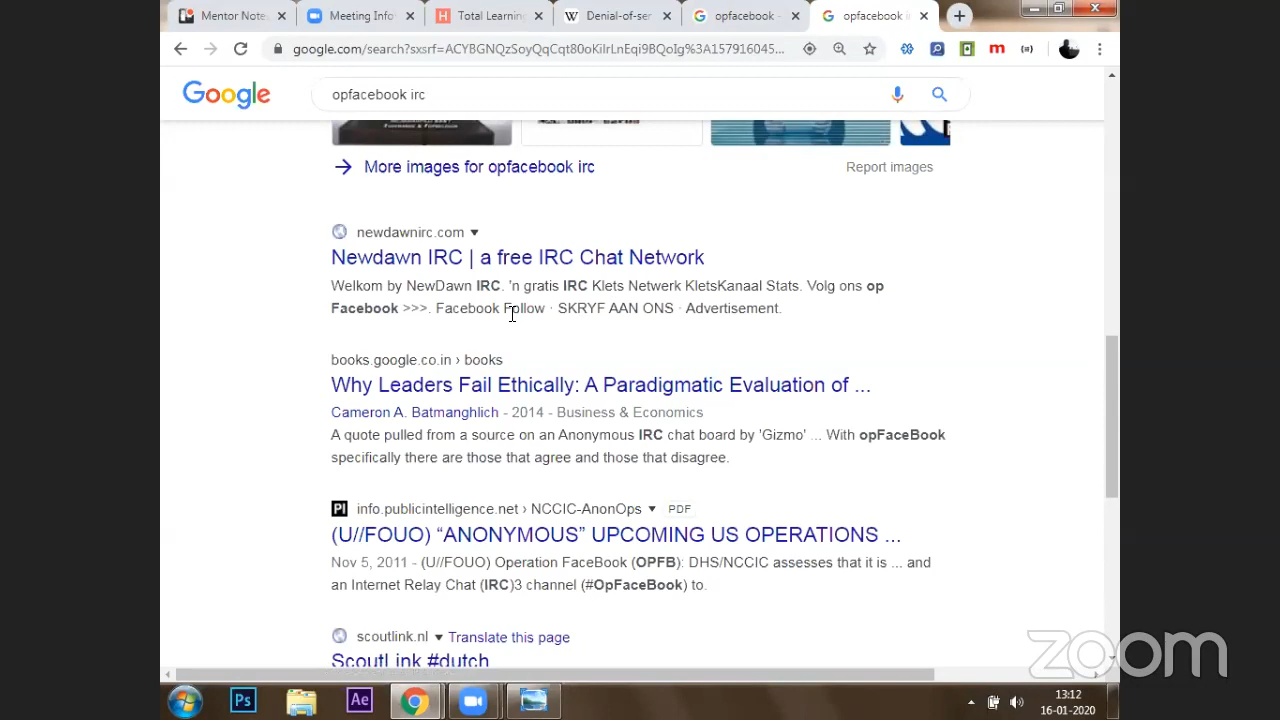 Mentor Note
Meeting Info
Total Learning
Denial-of-ser
opfacebook -
opfacebook i
google.com/search?sxsrf=ACYBGNQzSoyQqCqt80oKilrLnEqi9BQoIg%3A157916045...
Google
opfacebook irc
More images for opfacebook irc
Report images
newdawnirc.com
Newdawn IRC | a free IRC Chat Network
Welkom by NewDawn IRC. 'n gratis IRC Klets Netwerk KletsKanaal Stats. Volg ons op
Facebook >>>. Facebook Follow · SKRYF AAN ONS · Advertisement.
books.google.co.in › books
Why Leaders Fail Ethically: A Paradigmatic Evaluation of ...
Cameron A. Batmanghlich - 2014 - Business & Economics
A quote pulled from a source on an Anonymous IRC chat board by 'Gizmo' ... With opFaceBook
specifically there are those that agree and those that disagree.
PI
info.publicintelligence.net › NCCIC-AnonOps
PDF
(U//FOUO) “ANONYMOUS” UPCOMING US OPERATIONS ...
Nov 5, 2011 - (U//FOUO) Operation FaceBook (OPFB): DHS/NCCIC assesses that it is ... and
an Internet Relay Chat (IRC)3 channel (#OpFaceBook) to.
scoutlink.nl
Translate this page
ScoutLink #dutch
zoom
Ps
Ae
13:12
16-01-2020